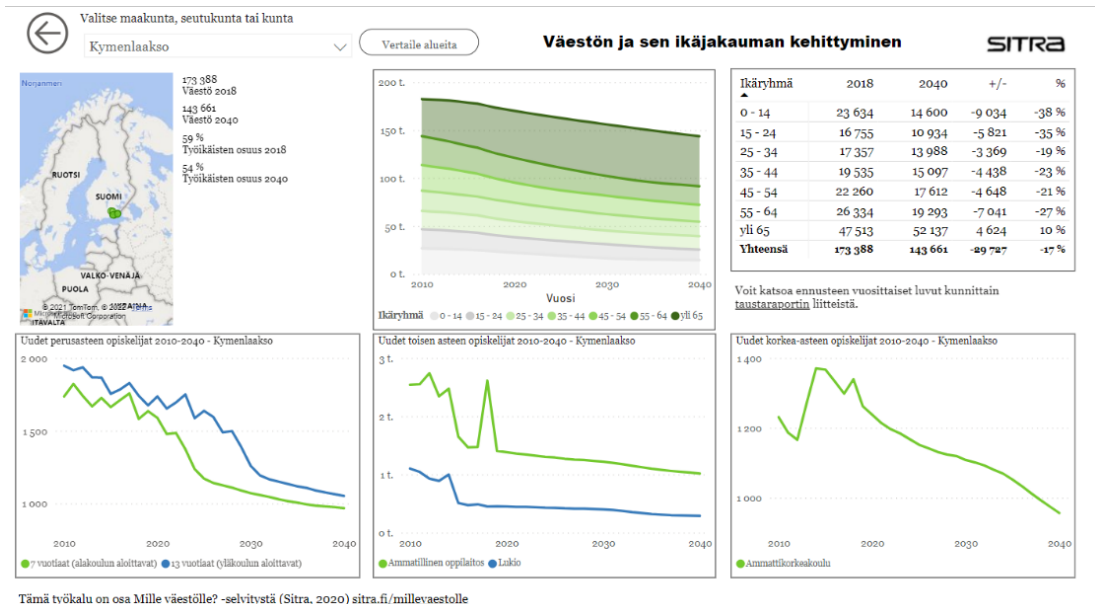 Valitse maakunta, seutukunta tai kunta
Kymenlaakso
Vertaile alueita
Väestön ja sen ikäjakauman kehittyminen
SITRA
Norjanmeri
RUOTSI
SUOMI
VALKO-VENÄJÄ
PUOLA
UKRAINA
ITÄVALTA
© 2021 TomTom, © 2022
Microsoft Corporation
Terms
173 388
Väestö 2018
143 661
Väestö 2040
59 %
Työikäisten osuus 2018
54 %
Työikäisten osuus 2040
200 t.
150 t.
100 t.
50 t.
0 t.
2010 2020 2030 2040
Vuosi
Ikäryhmä 0 - 14 15 - 24 25 - 34 35 - 44 45 - 54 55 - 64 yli 65
Ikäryhmä 2018 2040 +/- %
0 - 14 23 634 14 600 -9 034 -38 %
15 - 24 16 755 10 934 -5 821 -35 %
25 - 34 17 357 13 988 -3 369 -19 %
35 - 44 19 535 15 097 -4 438 -23 %
45 - 54 22 260 17 612 -4 648 -21 %
55 - 64 26 334 19 293 -7 041 -27 %
yli 65 47 513 52 137 4 624 10 %
Yhteensä 173 388 143 661 -29 727 -17 %
Voit katsoa ennusteen vuosittaiset luvut kunnittain
taustaraportin liitteistä.
Uudet perusasteen opiskelijat 2010-2040 - Kymenlaakso
2 000
1 500
1 000
2010 2020 2030 2040
7 vuotiaat (alakoulun aloittavat) 13 vuotiaat (yläkoulun aloittavat)
Uudet toisen asteen opiskelijat 2010-2040 - Kymenlaakso
3 t.
2 t.
1 t.
0 t.
2010 2020 2030 2040
Ammatillinen oppilaitos Lukio
Uudet korkea-asteen opiskelijat 2010-2040 - Kymenlaakso
1 400
1 200
1 000
2010 2020 2030 2040
Ammattikorkeakoulu
Tämä työkalu on osa Mille väestölle? -selvitystä (Sitra, 2020) sitra.fi/millevaestolle